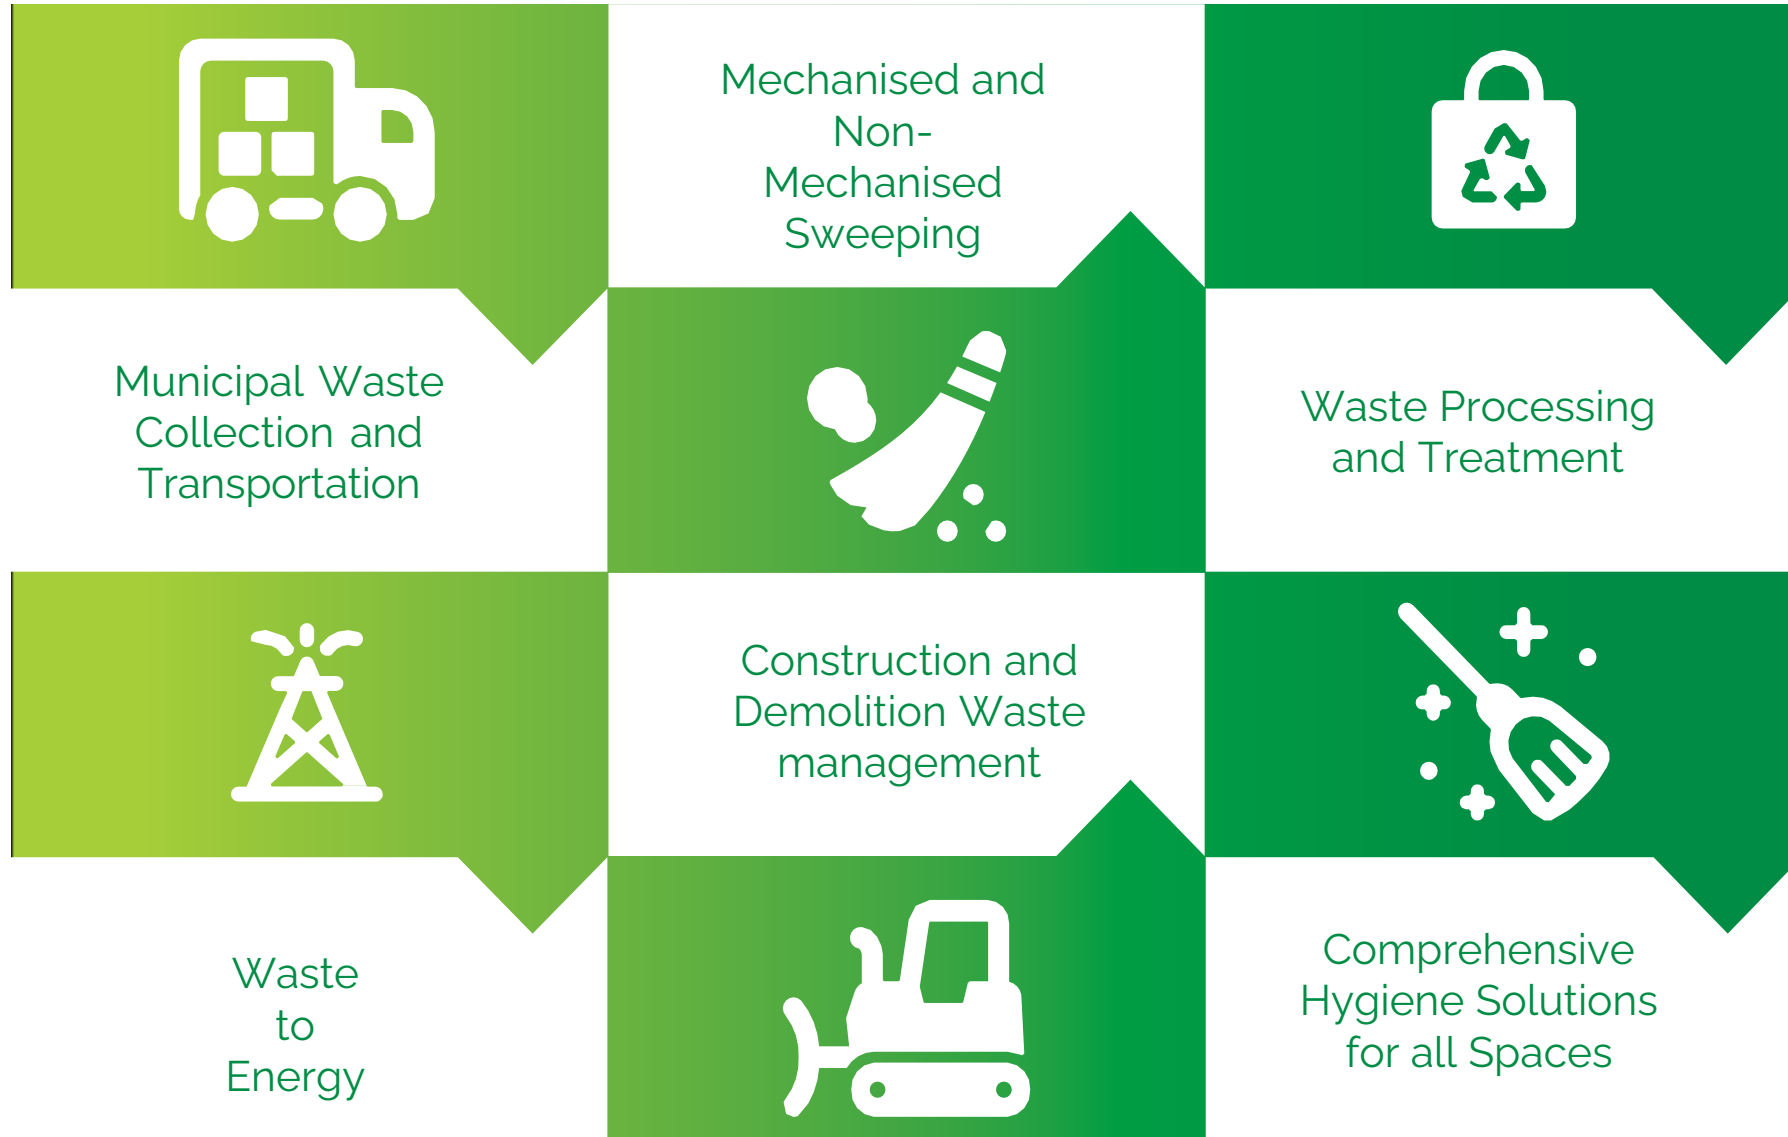 Mechanised and
Non-
Mechanised
Sweeping
Municipal Waste
Collection and
Transportation
Waste Processing
and Treatment
Construction and
Demolition Waste
management
Waste
to
Energy
Comprehensive
Hygiene Solutions
for all Spaces